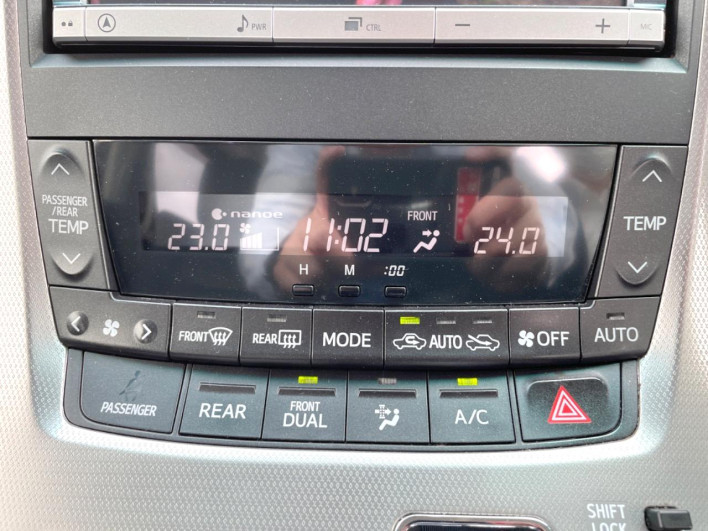 PWR
CTRL
− +
MIC
PASSENGER
/REAR
TEMP
nanoe
23.0
11:02
FRONT
24.0
TEMP
H M :00
FRONT
REAR
MODE
AUTO
OFF
AUTO
PASSENGER
REAR
FRONT
DUAL
A/C
SHIFT
LOCK